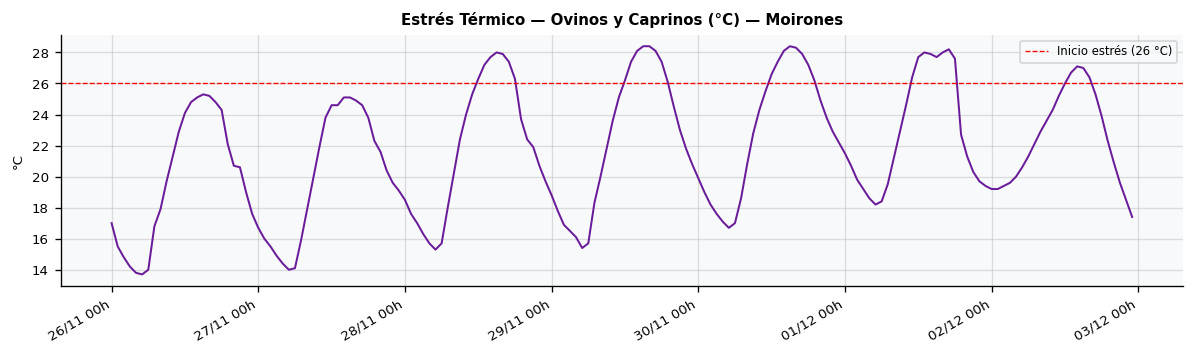 Estrés Térmico — Ovinos y Caprinos (°C) — Moirones
Inicio estrés (26 °C)
°C
28
26
24
22
20
18
16
14
26/11 00h
27/11 00h
28/11 00h
29/11 00h
30/11 00h
01/12 00h
02/12 00h
03/12 00h